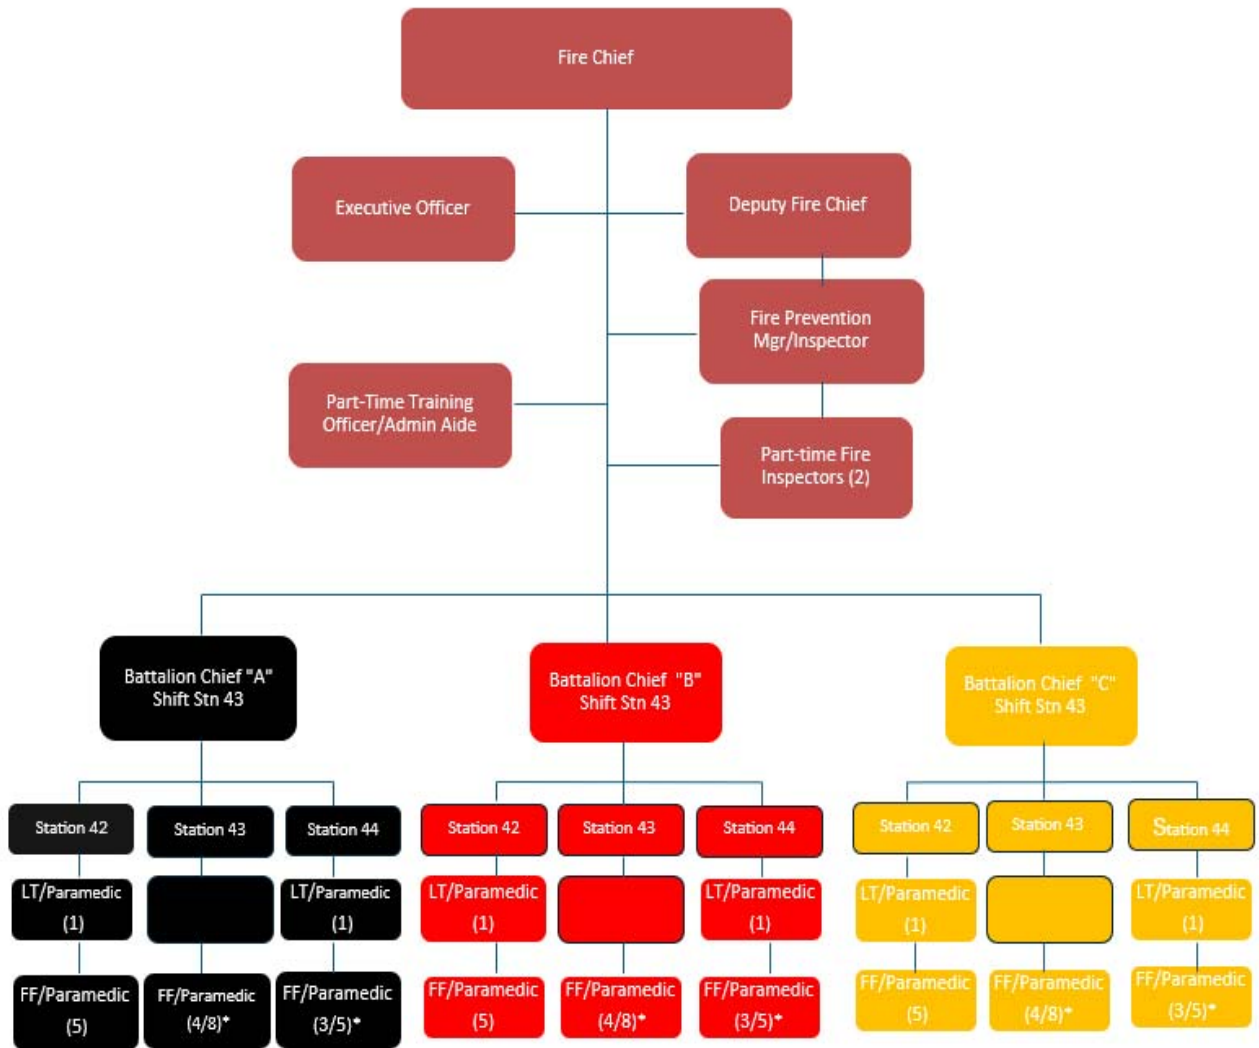 Fire Chief
Executive Officer
Deputy Fire Chief
Fire Prevention
Mgr/Inspector
Part-Time Training
Officer/Admin Aide
Part-time Fire
Inspectors (2)
Battalion Chief "A"
Shift Stn 43
Battalion Chief "B"
Shift Stn 43
Battalion Chief "C"
Shift Stn 43
Station 42
Station 43
Station 44
Station 42
Station 43
Station 44
Station 42
Station 43
Station 44
LT/Paramedic
(1)
LT/Paramedic
(1)
LT/Paramedic
(1)
LT/Paramedic
(1)
LT/Paramedic
(1)
LT/Paramedic
(1)
FF/Paramedic
(5)
FF/Paramedic
(4/8)*
FF/Paramedic
(3/5)*
FF/Paramedic
(5)
FF/Paramedic
(4/8)*
FF/Paramedic
(3/5)*
FF/Paramedic
(5)
FF/Paramedic
(4/8)*
FF/Paramedic
(3/5)*